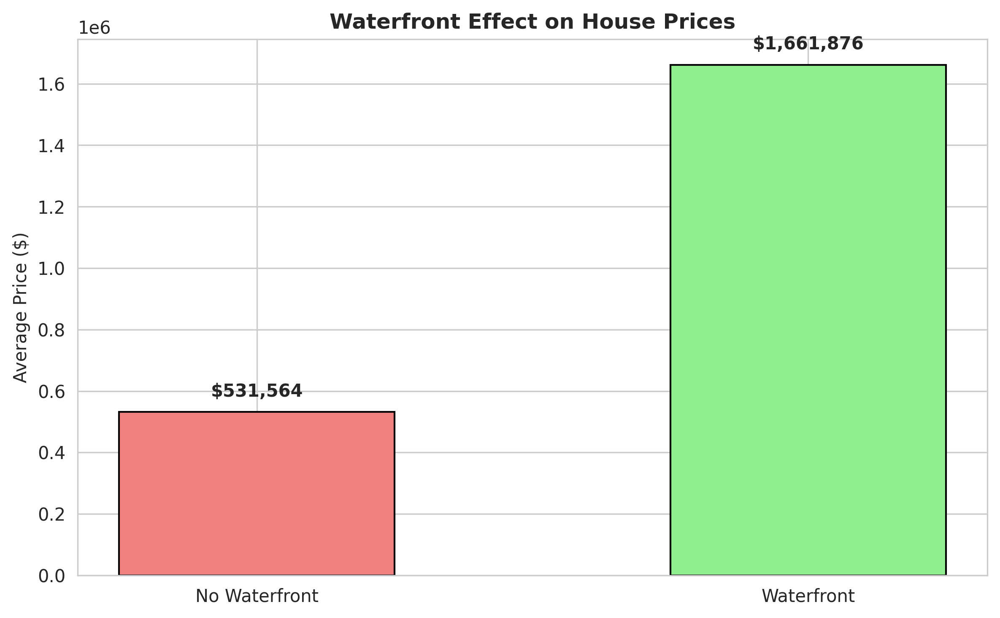 Waterfront Effect on House Prices
1e6
$1,661,876
1.6
1.4
1.2
1.0
0.8
0.6
0.4
0.2
0.0
Average Price ($)
$531,564
No Waterfront
Waterfront